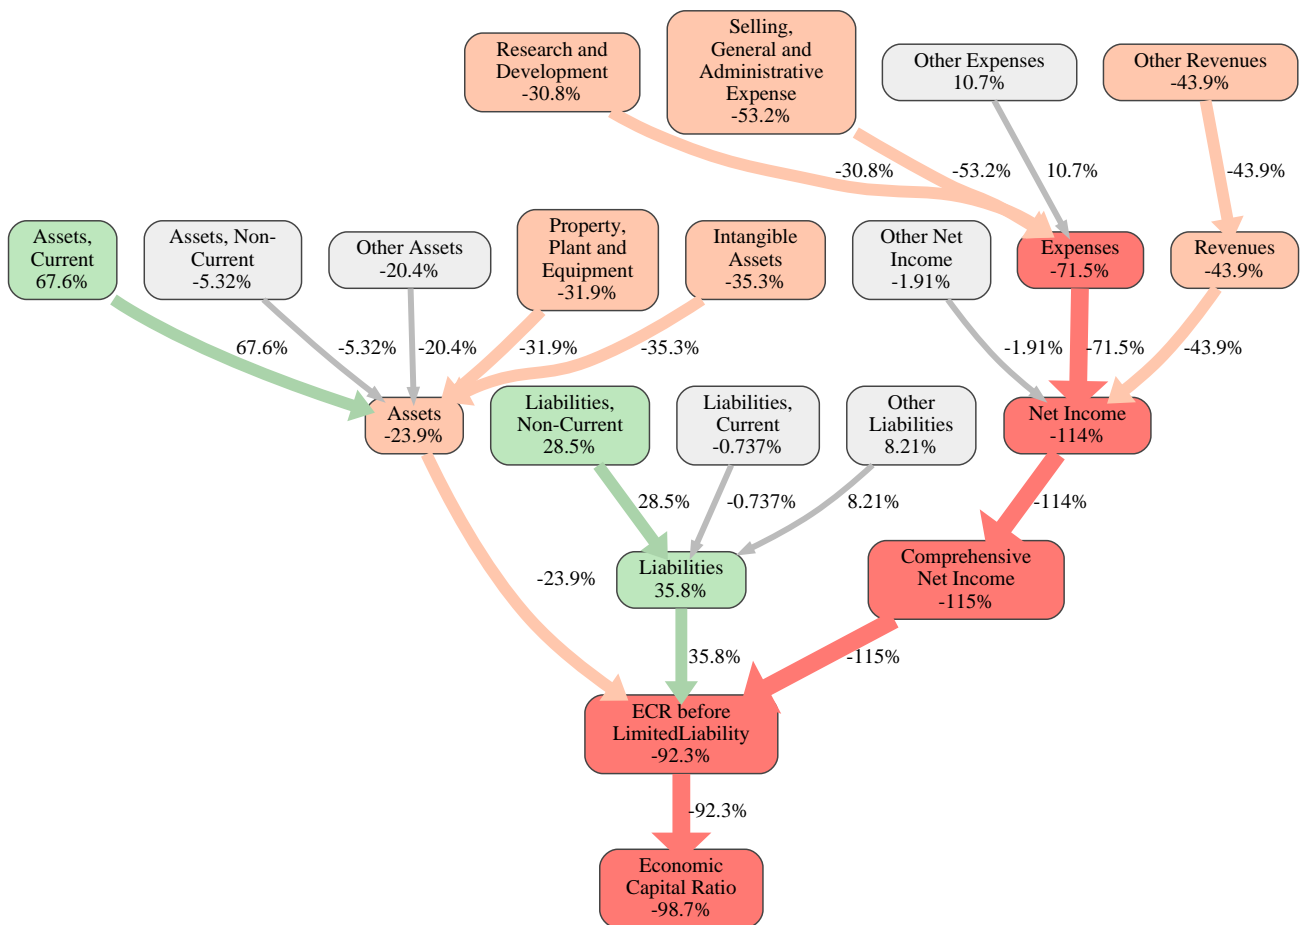 Research and
Development
-30.8%
Selling,
General and
Administrative
Expense
-53.2%
Other Expenses
10.7%
Other Revenues
-43.9%
-30.8%
-53.2%
10.7%
-43.9%
Assets,
Current
67.6%
Assets, Non-
Current
-5.32%
Other Assets
-20.4%
Property,
Plant and
Equipment
-31.9%
Intangible
Assets
-35.3%
Other Net
Income
-1.91%
Expenses
-71.5%
Revenues
-43.9%
67.6%
-5.32%
-20.4%
-31.9%
-35.3%
-1.91%
-71.5%
-43.9%
Assets
-23.9%
Liabilities,
Non-Current
28.5%
Liabilities,
Current
-0.737%
Other
Liabilities
8.21%
Net Income
-114%
28.5%
-0.737%
8.21%
-114%
-23.9%
Liabilities
35.8%
Comprehensive
Net Income
-115%
35.8%
-115%
ECR before
LimitedLiability
-92.3%
-92.3%
Economic
Capital Ratio
-98.7%